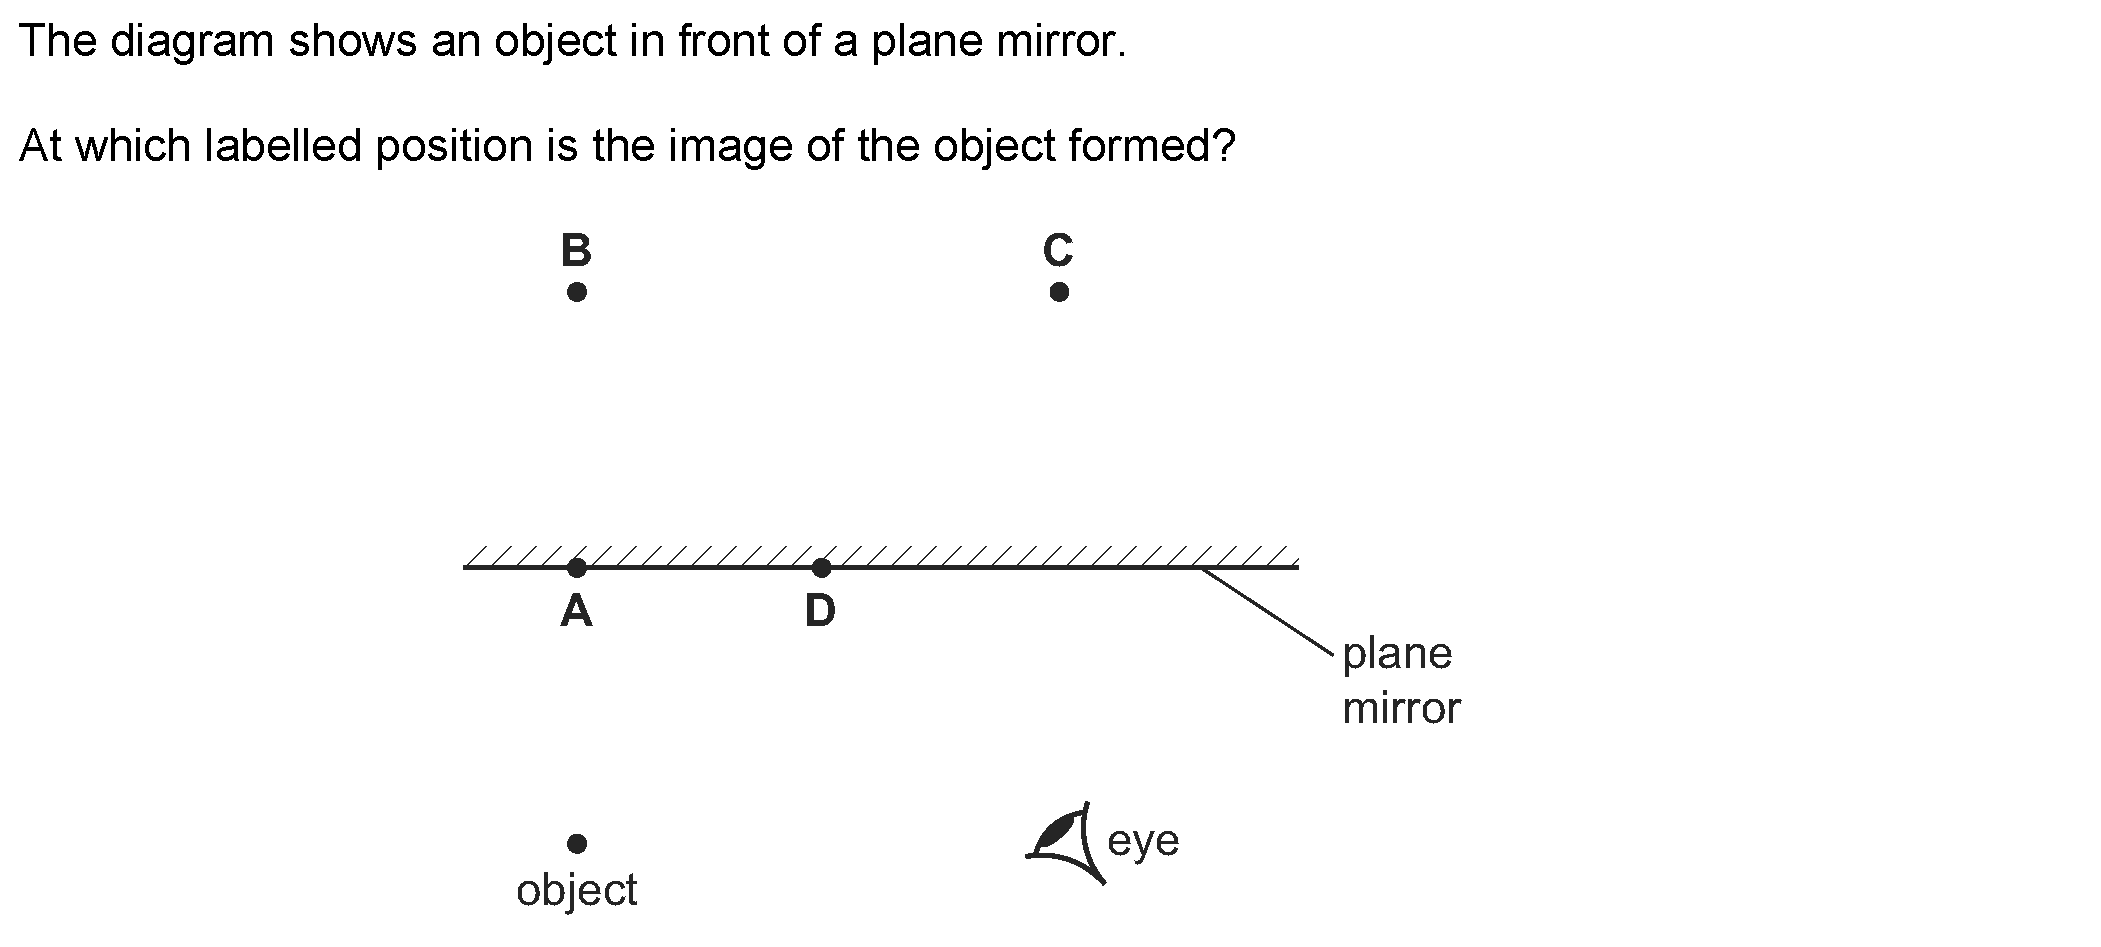 The diagram shows an object in front of a plane mirror.
At which labelled position is the image of the object formed?
B
C
A
D
plane
mirror
eye
object